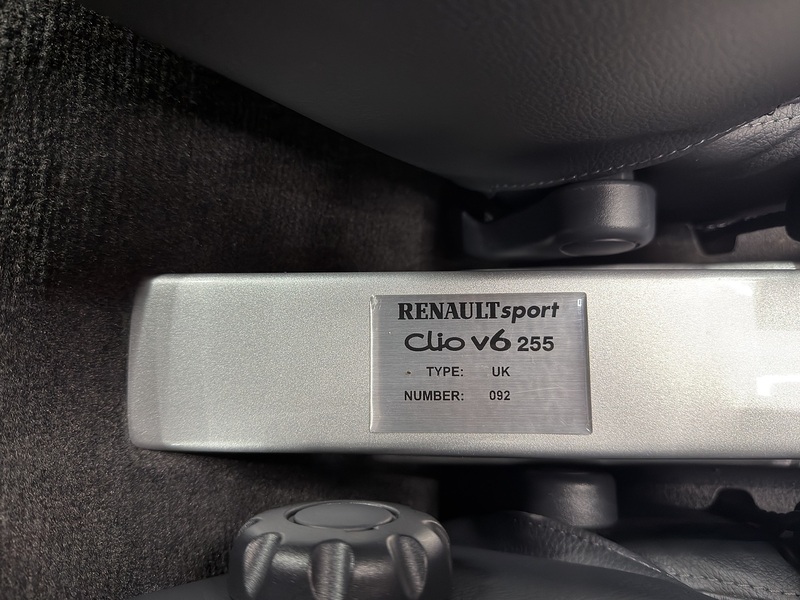 RENAULTsport
Clio v6 255
TYPE: UK
NUMBER: 092